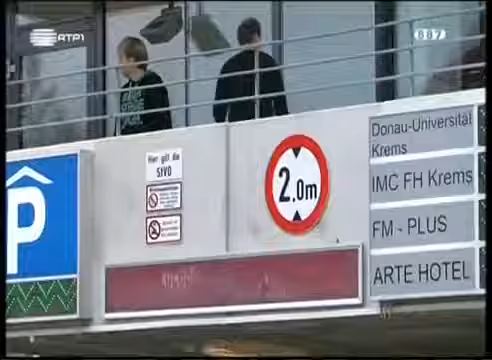 RTP1
887
Donau-Universität
Krems
Hier gilt die
StVO
IMC FH Krems
2.0m
P
FM - PLUS
ARTE HOTEL